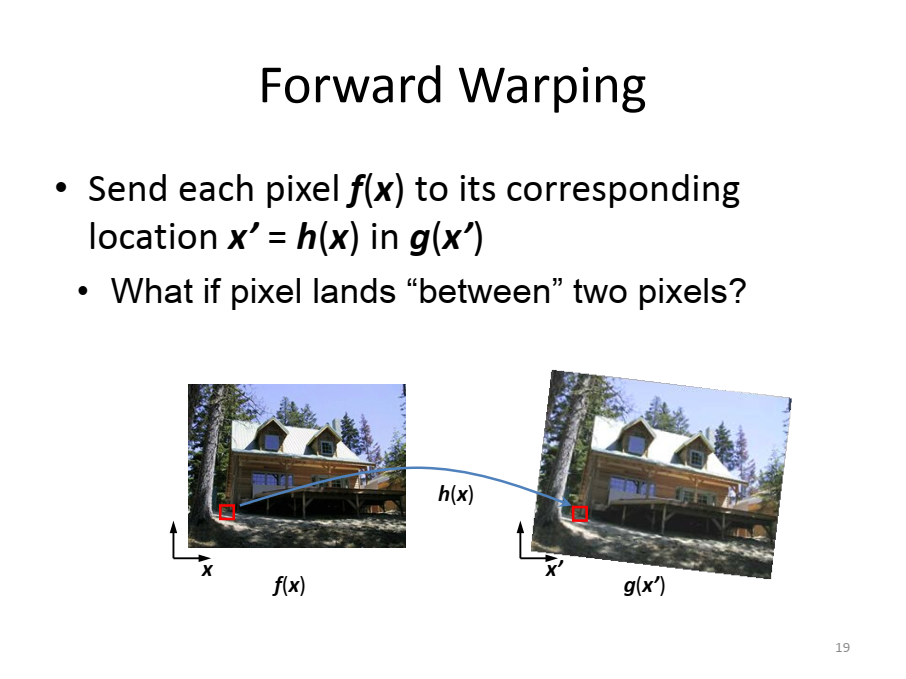 Forward Warping
• Send each pixel f(x) to its corresponding
location x’ = h(x) in g(x’)
• What if pixel lands “between” two pixels?
h(x)
x
x’
f(x)
g(x’)
19